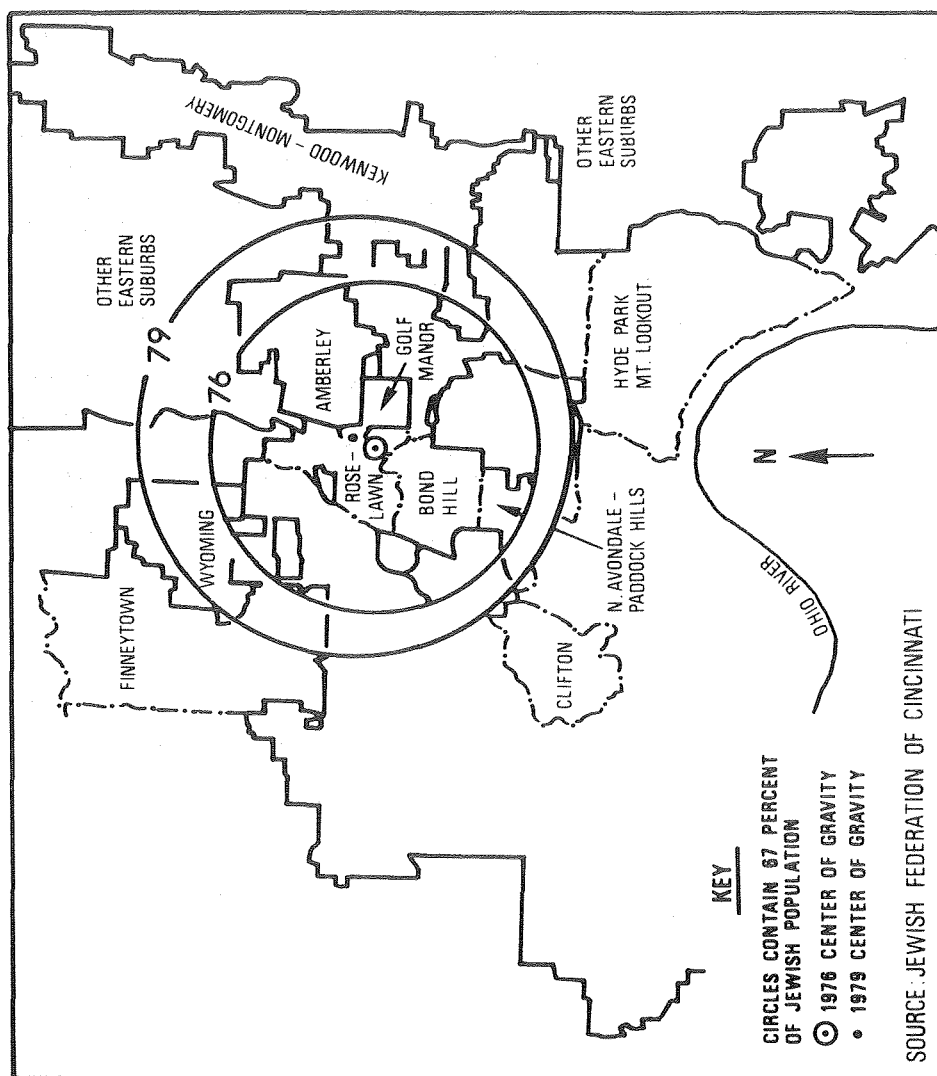 OTHER
EASTERN
SUBURBS
KENWOOD - MONTGOMERY
79
76
FINNEYTOWN
WYOMING
AMBERLEY
ROSE-
LAWN
GOLF
MANOR
BOND
HILL
OTHER
EASTERN
SUBURBS
CLIFTON
N. AVONDALE -
PADDOCK HILLS
HYDE PARK
MT. LOOKOUT
OHIO RIVER
N
KEY
CIRCLES CONTAIN 67 PERCENT
OF JEWISH POPULATION
1976 CENTER OF GRAVITY
1979 CENTER OF GRAVITY
SOURCE: JEWISH FEDERATION OF CINCINNATI